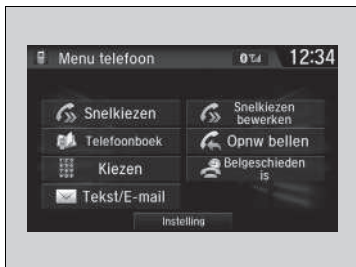 Menu telefoon 12:34
Snelkiezen
Snelkiezen
bewerken
Telefoonboek
Opnw bellen
Kiezen
Belgeschieden
is
Tekst/E-mail
Instelling